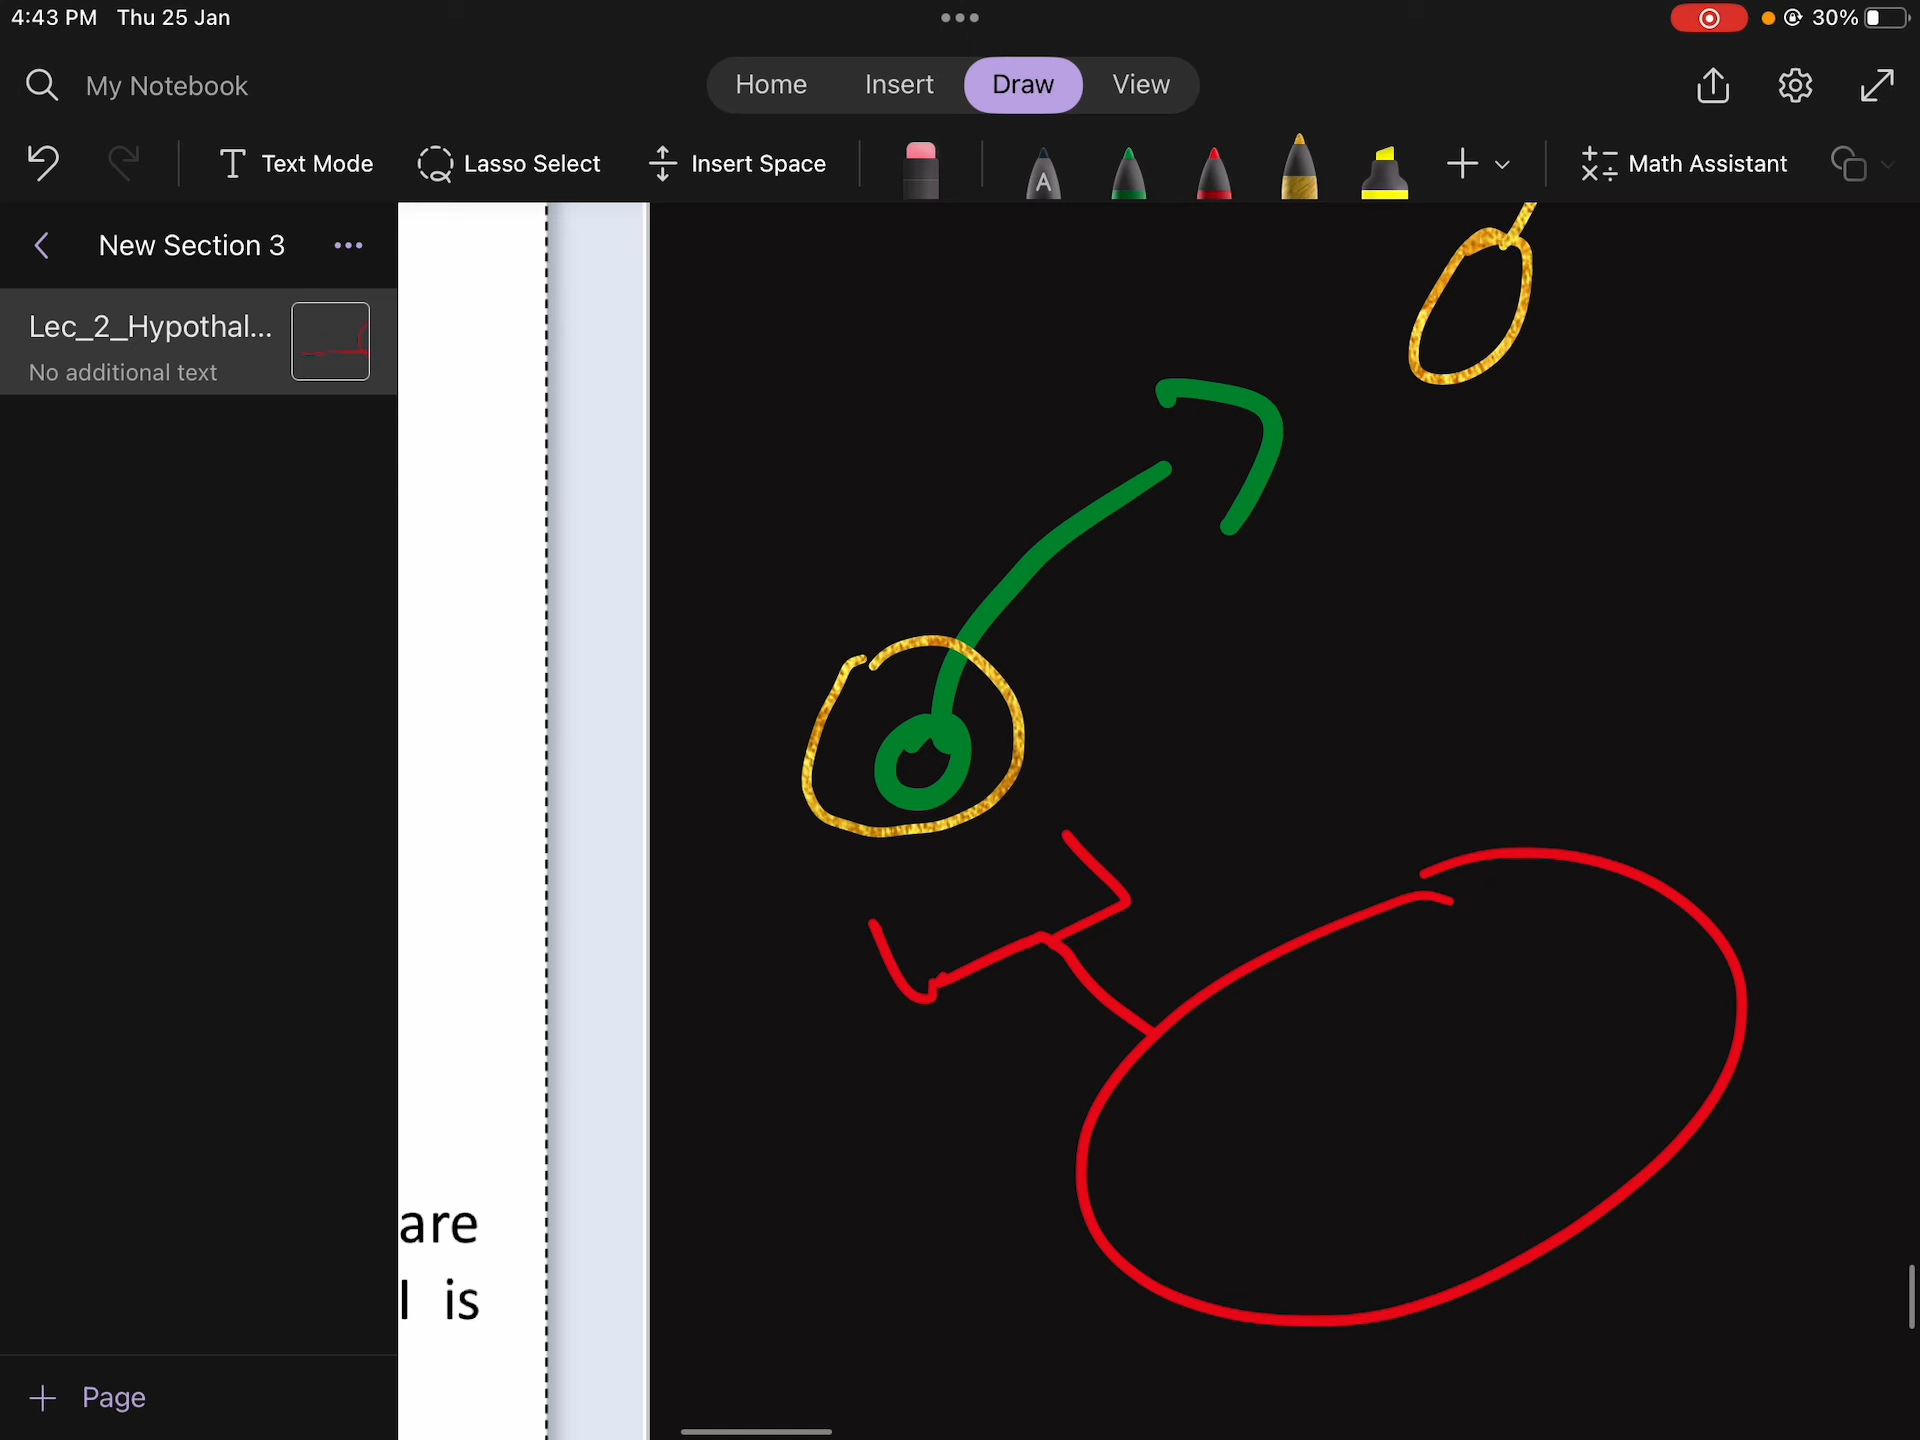 4:43 PM Thu 25 Jan
30%
My Notebook
Home Insert Draw View
Text Mode Lasso Select Insert Space A Math Assistant
New Section 3
Lec_2_Hypothal...
No additional text
are
is
Page